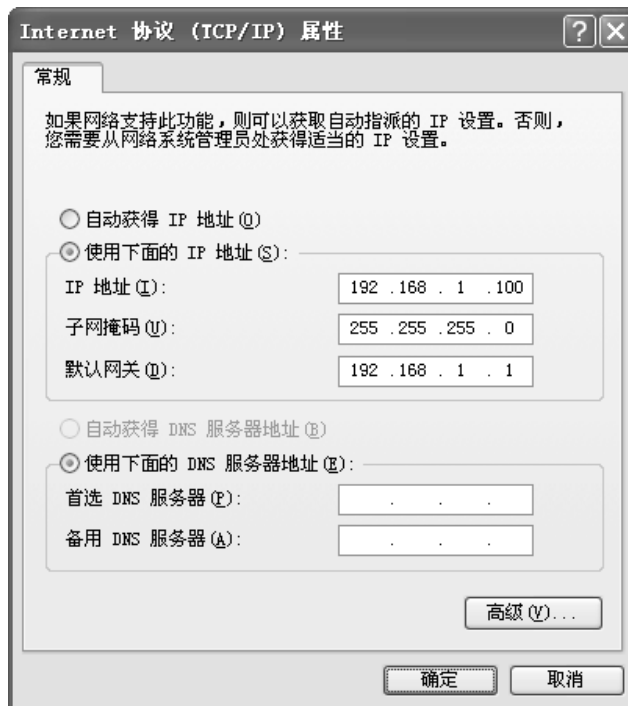 Internet 协议 (TCP/IP) 属性
常规
如果网络支持此功能,则可以获取自动指派的 IP 设置。否则,
您需要从网络系统管理员处获得适当的 IP 设置。
自动获得 IP 地址(O)
使用下面的 IP 地址(S):
IP 地址(I): 192 .168 . 1 .100
子网掩码(U): 255 .255 .255 . 0
默认网关(D): 192 .168 . 1 . 1
自动获得 DNS 服务器地址(B)
使用下面的 DNS 服务器地址(E):
首选 DNS 服务器(P): . . .
备用 DNS 服务器(A): . . .
高级(V)...
确定 取消